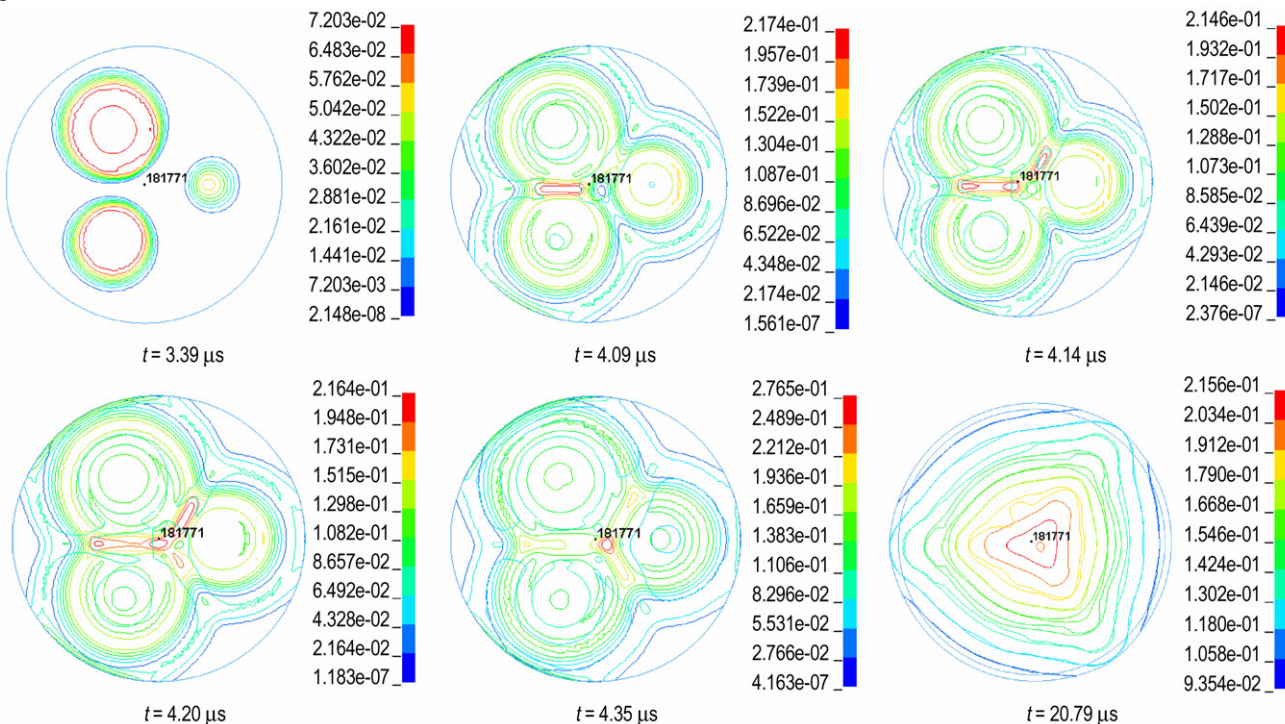 7.203e-02 _
6.483e-02 _
5.762e-02 _
5.042e-02 _
4.322e-02 _
3.602e-02 _
2.881e-02 _
2.161e-02 _
1.441e-02 _
7.203e-03 _
2.148e-08 _
181771
t = 3.39 μs
2.174e-01 _
1.957e-01 _
1.739e-01 _
1.522e-01 _
1.304e-01 _
1.087e-01 _
8.696e-02 _
6.522e-02 _
4.348e-02 _
2.174e-02 _
1.561e-07 _
181771
t = 4.09 μs
2.146e-01 _
1.932e-01 _
1.717e-01 _
1.502e-01 _
1.288e-01 _
1.073e-01 _
8.585e-02 _
6.439e-02 _
4.293e-02 _
2.146e-02 _
2.376e-07 _
181771
t = 4.14 μs
2.164e-01 _
1.948e-01 _
1.731e-01 _
1.515e-01 _
1.298e-01 _
1.082e-01 _
8.657e-02 _
6.492e-02 _
4.328e-02 _
2.164e-02 _
1.183e-07 _
181771
t = 4.20 μs
2.765e-01 _
2.489e-01 _
2.212e-01 _
1.936e-01 _
1.659e-01 _
1.383e-01 _
1.106e-01 _
8.296e-02 _
5.531e-02 _
2.766e-02 _
4.163e-07 _
181771
t = 4.35 μs
2.156e-01 _
2.034e-01 _
1.912e-01 _
1.790e-01 _
1.668e-01 _
1.546e-01 _
1.424e-01 _
1.302e-01 _
1.180e-01 _
1.058e-01 _
9.354e-02 _
181771
t = 20.79 μs